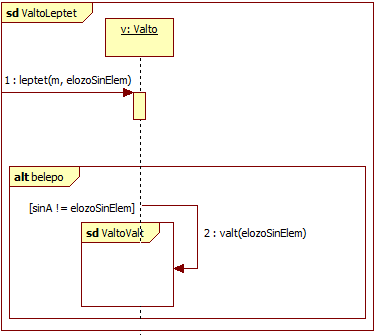 sd ValtoLeptet
v: Valto
1 : leptet(m, elozoSinElem)
alt belepo
[sinA != elozoSinElem]
sd ValtoValt
2 : valt(elozoSinElem)